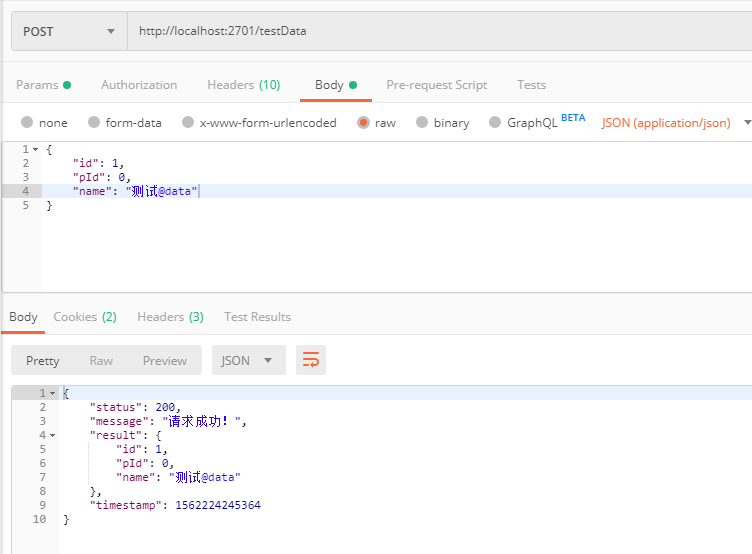 POST http://localhost:2701/testData
Params Authorization Headers (10) Body Pre-request Script Tests
none form-data x-www-form-urlencoded raw binary GraphQL BETA JSON (application/json)
1 {
2 "id": 1,
3 "pId": 0,
4 "name": "测试@data"
5 }
Body Cookies (2) Headers (3) Test Results
Pretty Raw Preview JSON
1 {
2 "status": 200,
3 "message": "请求成功！",
4 "result": {
5 "id": 1,
6 "pId": 0,
7 "name": "测试@data"
8 },
9 "timestamp": 1562224245364
10 }